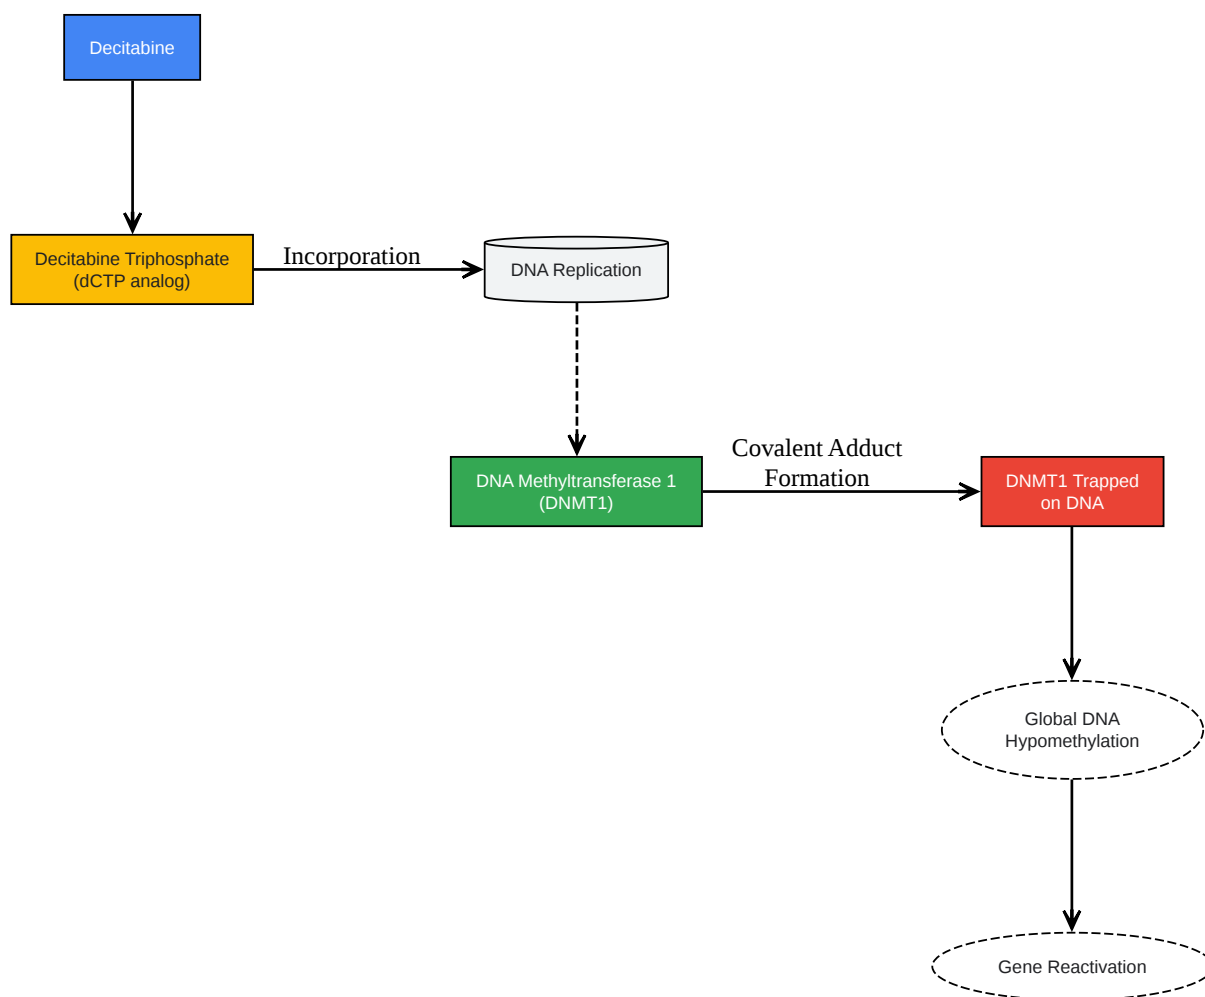 Decitabine
Decitabine Triphosphate
(dCTP analog)
Incorporation
DNA Replication
Covalent Adduct
Formation
DNA Methyltransferase 1
(DNMT1)
DNMT1 Trapped
on DNA
Global DNA
Hypomethylation
Gene Reactivation